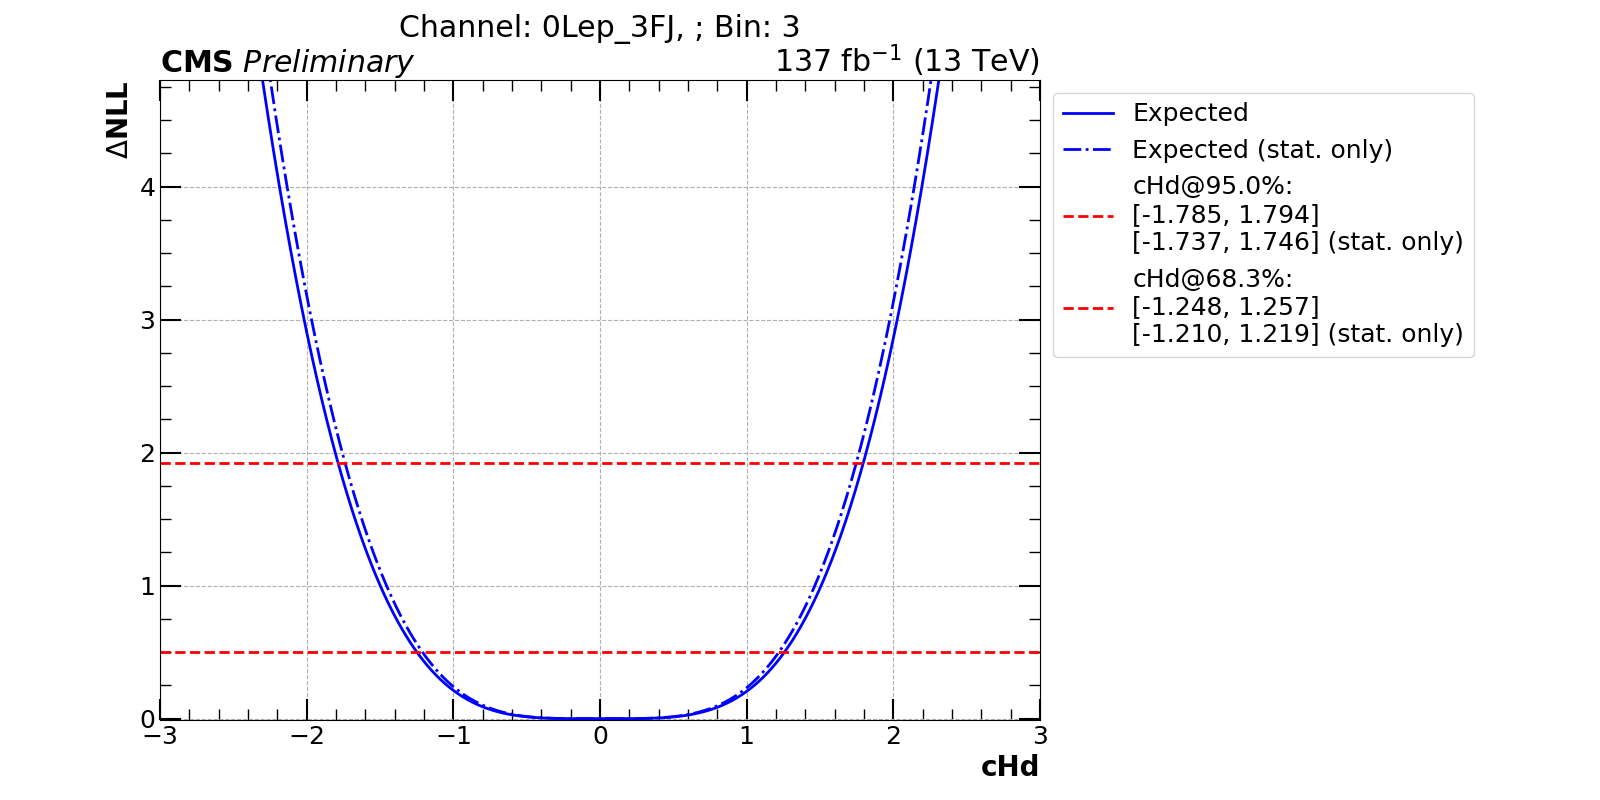 Channel: 0Lep_3FJ, ; Bin: 3
CMS Preliminary
137 fb⁻¹ (13 TeV)
ΔNLL
4
3
2
1
0
−3
−2
−1
0
1
2
3
cHd
Expected
Expected (stat. only)
cHd@95.0%:
[-1.785, 1.794]
[-1.737, 1.746] (stat. only)
cHd@68.3%:
[-1.248, 1.257]
[-1.210, 1.219] (stat. only)